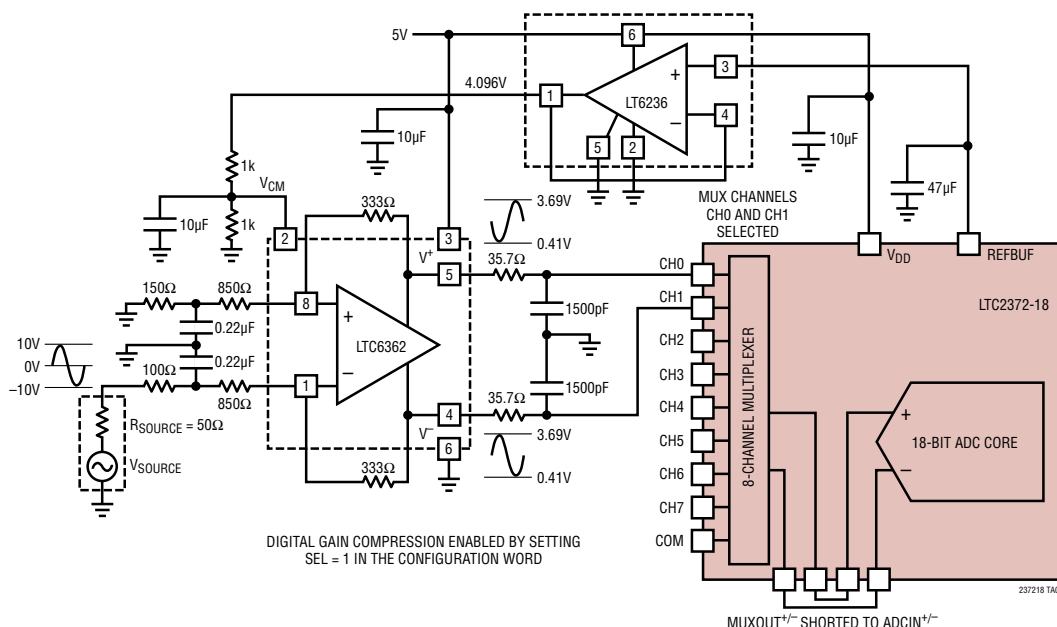 5V
6
4.096V
1
+
3
LT6236
–
4
5
2
10µF
10µF
47µF
1k
VCM
1k
10µF
333Ω
2
3
V+
5
3.69V
0.41V
35.7Ω
MUX CHANNELS
CH0 AND CH1
SELECTED
VDD
REFBUF
LTC2372-18
150Ω
850Ω
8
+
LTC6362
–
1
0.22µF
0.22µF
10V
0V
–10V
100Ω
850Ω
RSOURCE = 50Ω
VSOURCE
1500pF
1500pF
35.7Ω
4
V–
6
3.69V
0.41V
333Ω
CH0
CH1
CH2
CH3
CH4
CH5
CH6
CH7
COM
8-CHANNEL MULTIPLEXER
+
18-BIT ADC CORE
–
DIGITAL GAIN COMPRESSION ENABLED BY SETTING
SEL = 1 IN THE CONFIGURATION WORD
237218 TA0
MUXOUT+/– SHORTED TO ADCIN+/–